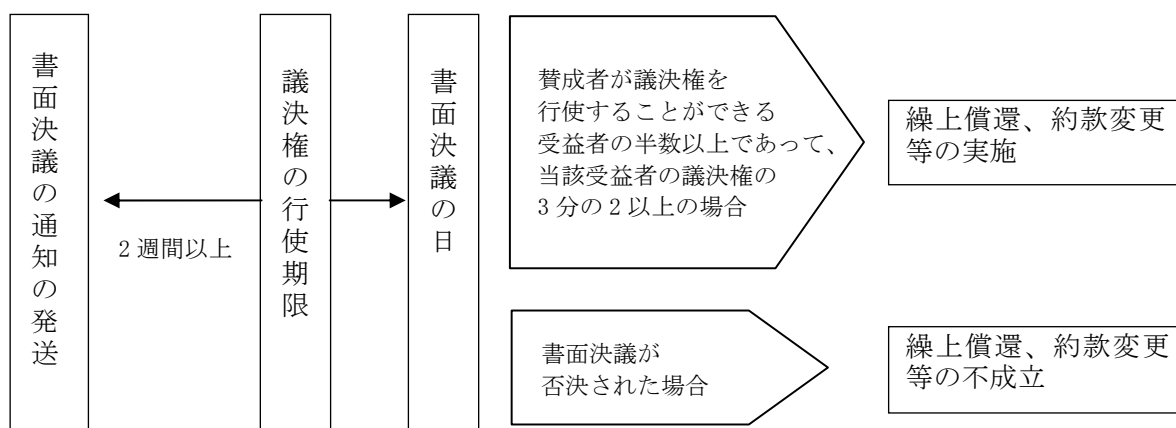 書面決議の通知の発送
2 週間以上
議決権の行使期限
書面決議の日
賛成者が議決権を
行使することができる
受益者の半数以上であって、
当該受益者の議決権の
3 分の 2 以上の場合
繰上償還、約款変更
等の実施
書面決議が
否決された場合
繰上償還、約款変更
等の不成立